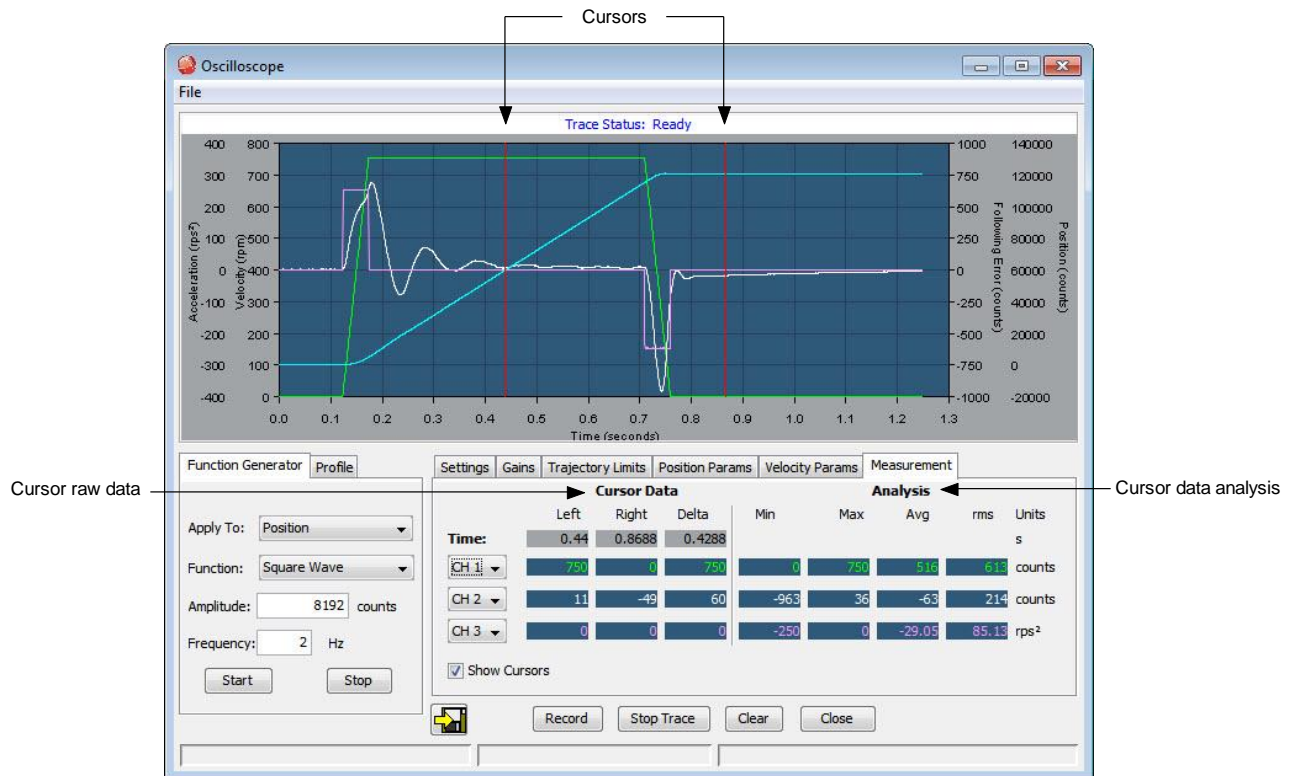 Cursors
Oscilloscope
File
Trace Status: Ready
400 800 1000 140000
300 700 750 120000
200 600 500 100000
100 500 250 80000
0 400 0 60000
-100 300 -250 40000
-200 200 -500 20000
-300 100 -750 0
-400 0 -1000 -20000
Acceleration (rps²)
Velocity (rpm)
Following Error (counts)
Position (counts)
0.0 0.1 0.2 0.3 0.4 0.5 0.6 0.7 0.8 0.9 1.0 1.1 1.2 1.3
Time (seconds)
Function Generator Profile
Settings Gains Trajectory Limits Position Params Velocity Params Measurement
Cursor raw data
Cursor Data Analysis
Cursor data analysis
Left Right Delta Min Max Avg rms Units
Apply To: Position
Time: 0.44 0.8688 0.4288 s
Function: Square Wave
CH 1 750 0 750 0 750 516 613 counts
Amplitude: 8192 counts
CH 2 11 -49 60 -963 36 -63 214 counts
Frequency: 2 Hz
CH 3 0 0 0 -250 0 -29.05 85.13 rps²
Start Stop
Show Cursors
Record Stop Trace Clear Close